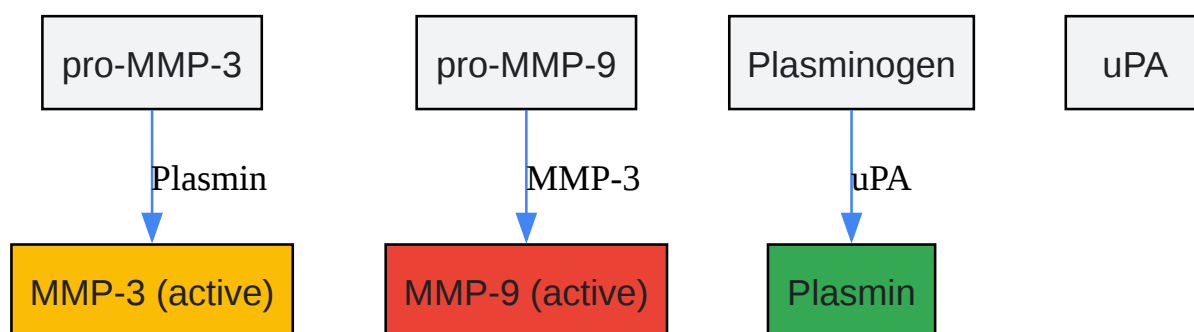 pro-MMP-3
pro-MMP-9
Plasminogen
uPA
Plasmin
MMP-3
uPA
MMP-3 (active)
MMP-9 (active)
Plasmin